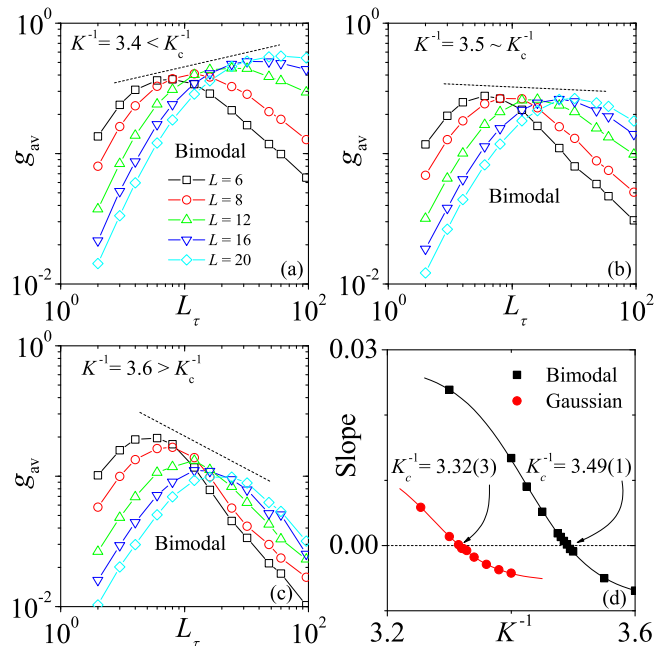 10^0
K^-1 = 3.4 < K_c^-1
g_av
Bimodal
L = 6
L = 8
L = 12
L = 16
L = 20
(a)
10^-2
10^0
L_τ
10^2
10^0
K^-1 = 3.5 ~ K_c^-1
g_av
Bimodal
(b)
10^-2
10^0
L_τ
10^2
10^0
K^-1 = 3.6 > K_c^-1
g_av
Bimodal
(c)
10^-2
10^0
L_τ
10^2
0.03
Bimodal
Gaussian
Slope
K_c^-1 = 3.32(3)
K_c^-1 = 3.49(1)
0.00
(d)
3.2
K^-1
3.6